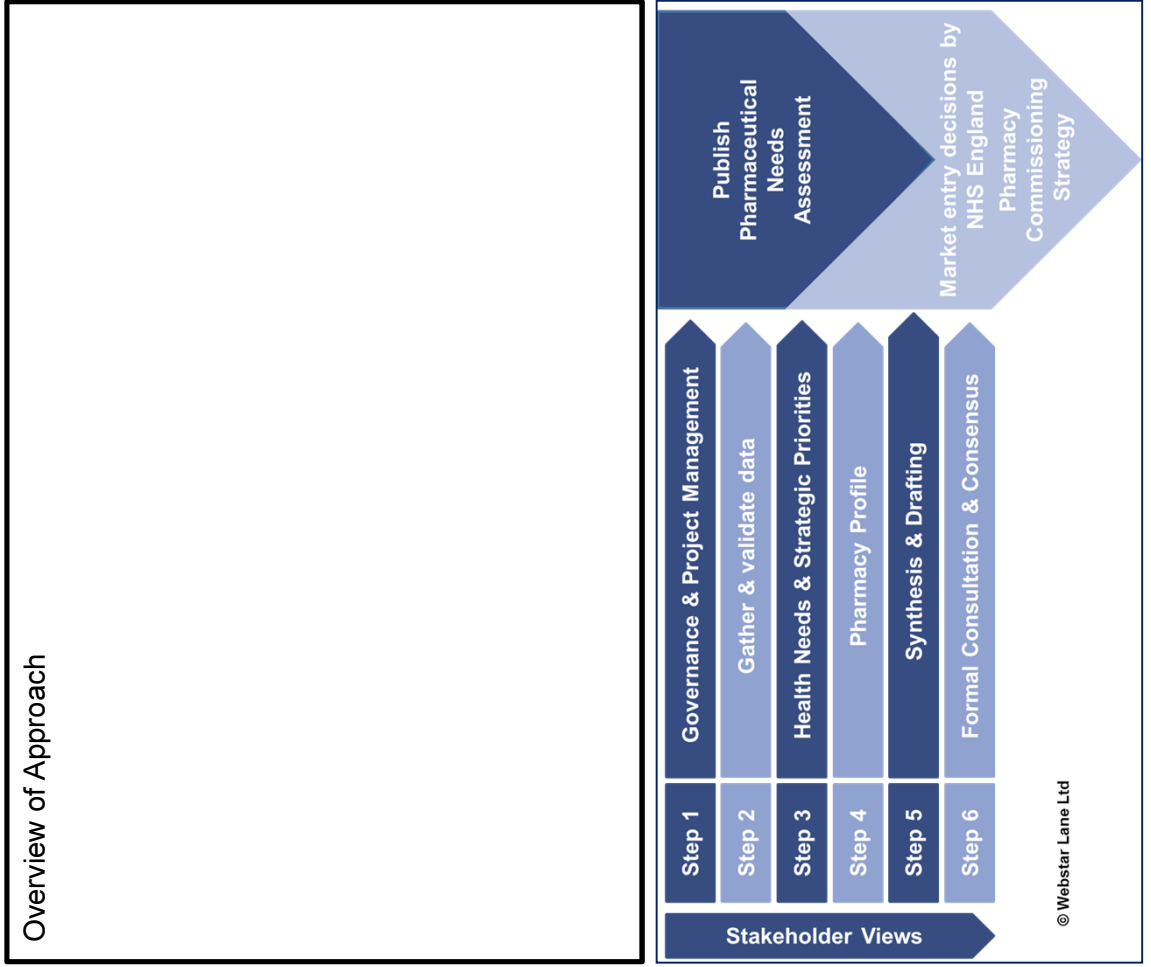 Overview of Approach
Step 1
Governance & Project Management
Step 2
Gather & validate data
Step 3
Health Needs & Strategic Priorities
Step 4
Pharmacy Profile
Step 5
Synthesis & Drafting
Step 6
Formal Consultation & Consensus
Stakeholder Views
Publish
Pharmaceutical
Needs
Assessment
Market entry decisions by
NHS England
Pharmacy
Commissioning
Strategy
© Webstar Lane Ltd